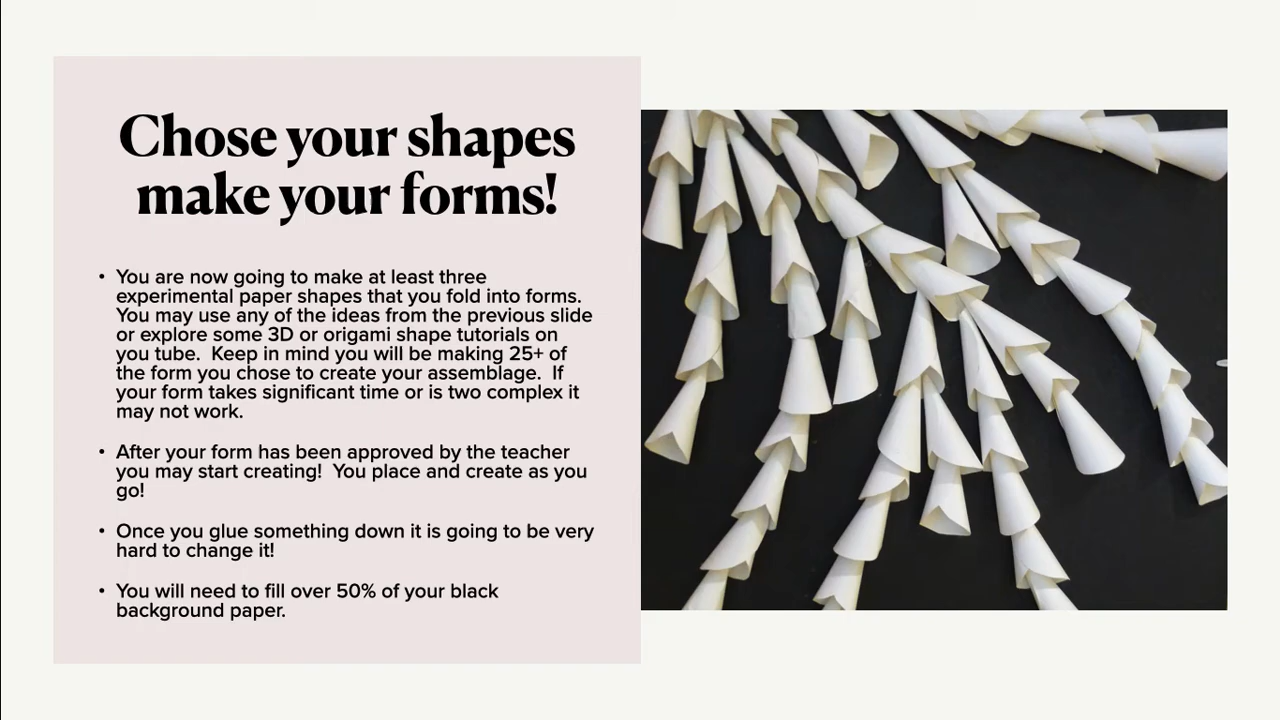 Chose your shapes
make your forms!
• You are now going to make at least three
experimental paper shapes that you fold into forms.
You may use any of the ideas from the previous slide
or explore some 3D or origami shape tutorials on
you tube.  Keep in mind you will be making 25+ of
the form you chose to create your assemblage.  If
your form takes significant time or is two complex it
may not work.
• After your form has been approved by the teacher
you may start creating!  You place and create as you
go!
• Once you glue something down it is going to be very
hard to change it!
• You will need to fill over 50% of your black
background paper.